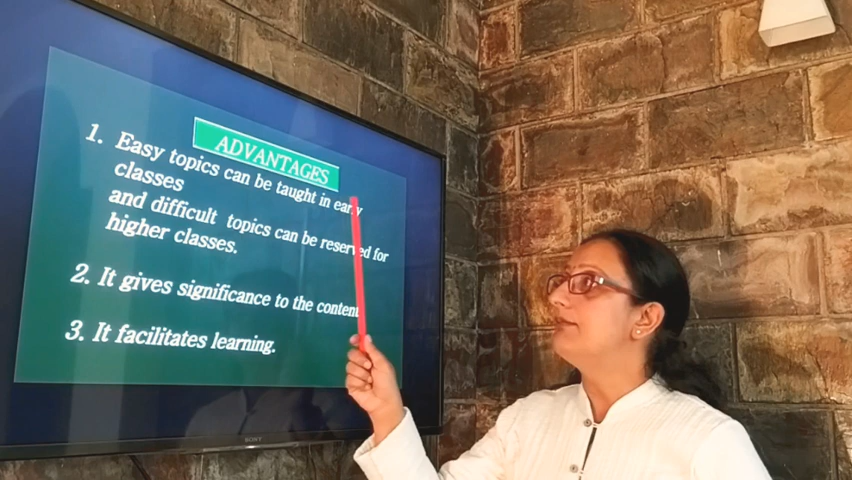 ADVANTAGES
1. Easy topics can be taught in early
classes
and difficult topics can be reserved for
higher classes.
2. It gives significance to the content
3. It facilitates learning.
SONY